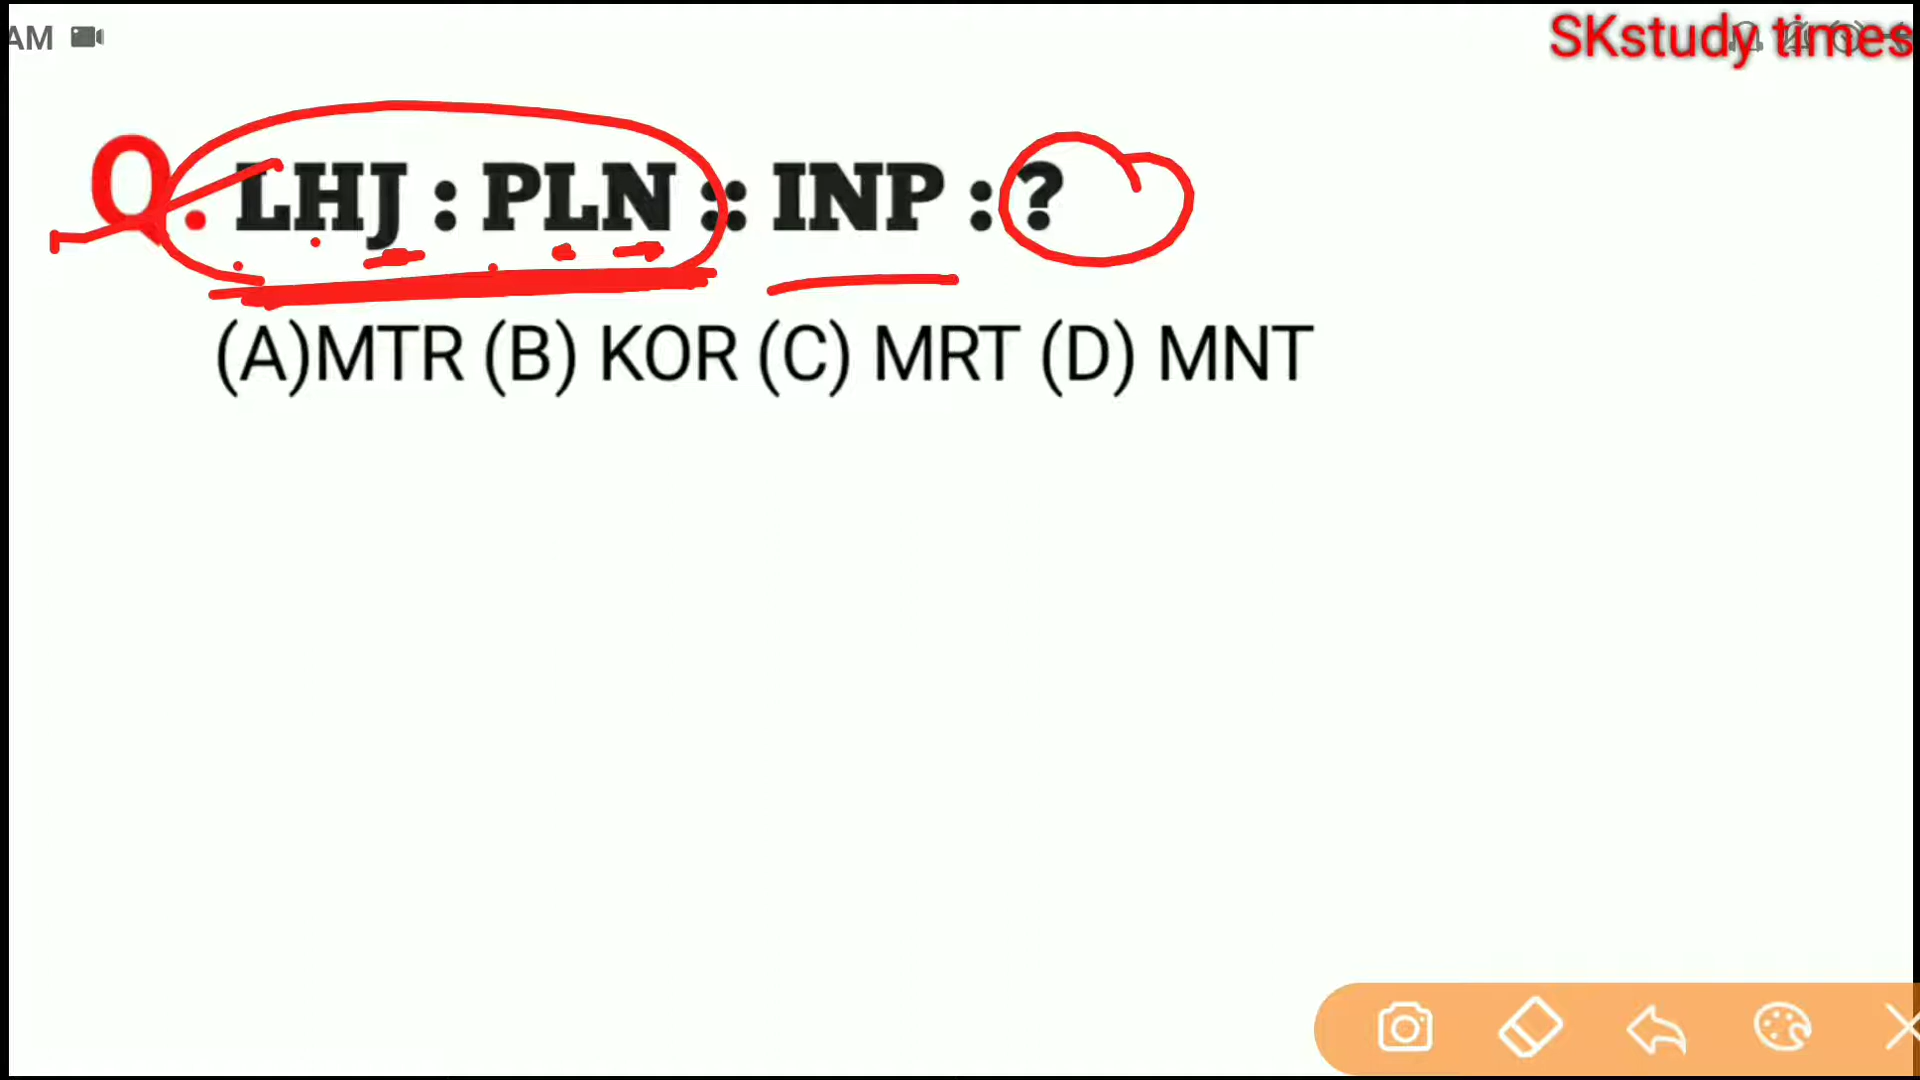 AM
SKstudy times
Q. LHJ : PLN :: INP : ?
(A)MTR (B) KOR (C) MRT (D) MNT